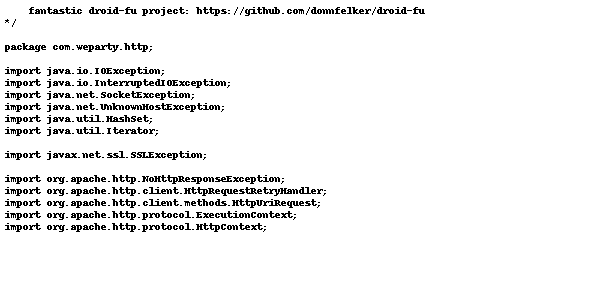 fantastic droid-fu project: https://github.com/donnfelker/droid-fu
*/
package com.weparty.http;
import java.io.IOException;
import java.io.InterruptedIOException;
import java.net.SocketException;
import java.net.UnknownHostException;
import java.util.HashSet;
import java.util.Iterator;
import javax.net.ssl.SSLException;
import org.apache.http.NoHttpResponseException;
import org.apache.http.client.HttpRequestRetryHandler;
import org.apache.http.client.methods.HttpUriRequest;
import org.apache.http.protocol.ExecutionContext;
import org.apache.http.protocol.HttpContext;